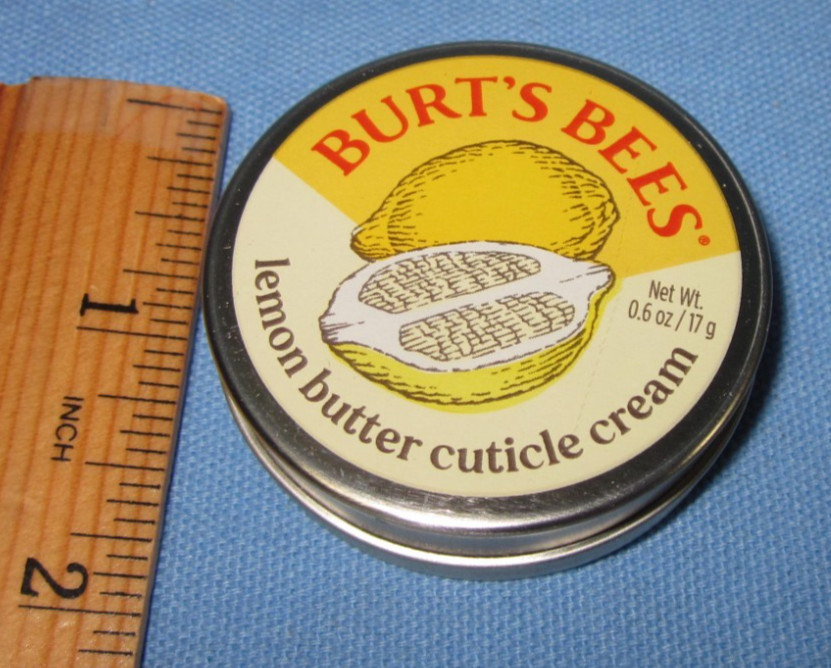 BURT'S BEES®
Net Wt.
0.6 oz / 17 g
lemon butter cuticle cream
1
INCH
2